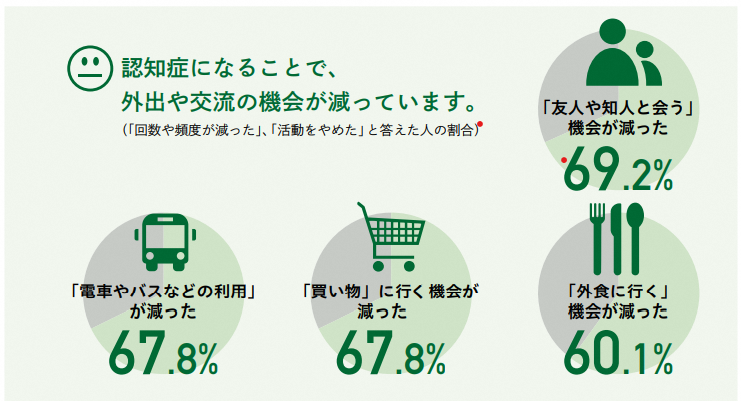 認知症になることで、
外出や交流の機会が減っています。
（「回数や頻度が減った」、「活動をやめた」と答えた人の割合）
「友人や知人と会う」
機会が減った
69.2%
「電車やバスなどの利用」
が減った
67.8%
「買い物」に行く機会が
減った
67.8%
「外食に行く」
機会が減った
60.1%